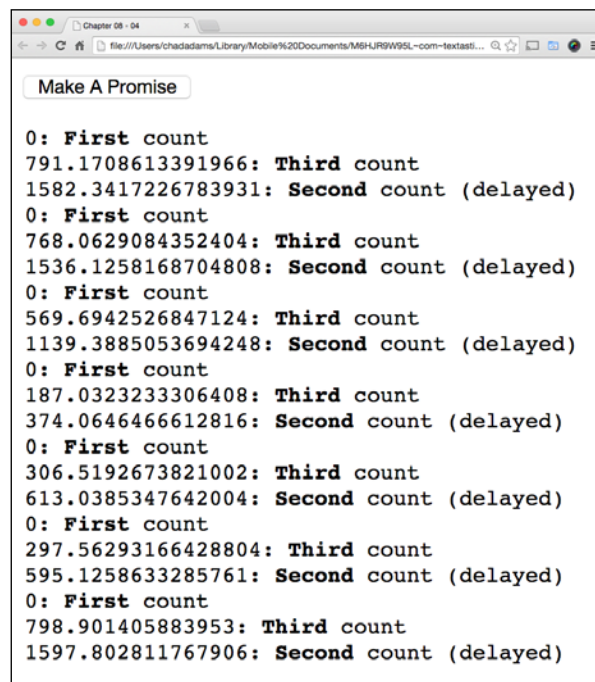 Chapter 08 - 04
file:///Users/chadadams/Library/Mobile%20Documents/M6HJR9W95L~com~textasti...
Make A Promise
0: First count
791.1708613391966: Third count
1582.3417226783931: Second count (delayed)
0: First count
768.0629084352404: Third count
1536.1258168704808: Second count (delayed)
0: First count
569.6942526847124: Third count
1139.3885053694248: Second count (delayed)
0: First count
187.0323233306408: Third count
374.0646466612816: Second count (delayed)
0: First count
306.5192673821002: Third count
613.0385347642004: Second count (delayed)
0: First count
297.56293166428804: Third count
595.1258633285761: Second count (delayed)
0: First count
798.901405883953: Third count
1597.802811767906: Second count (delayed)